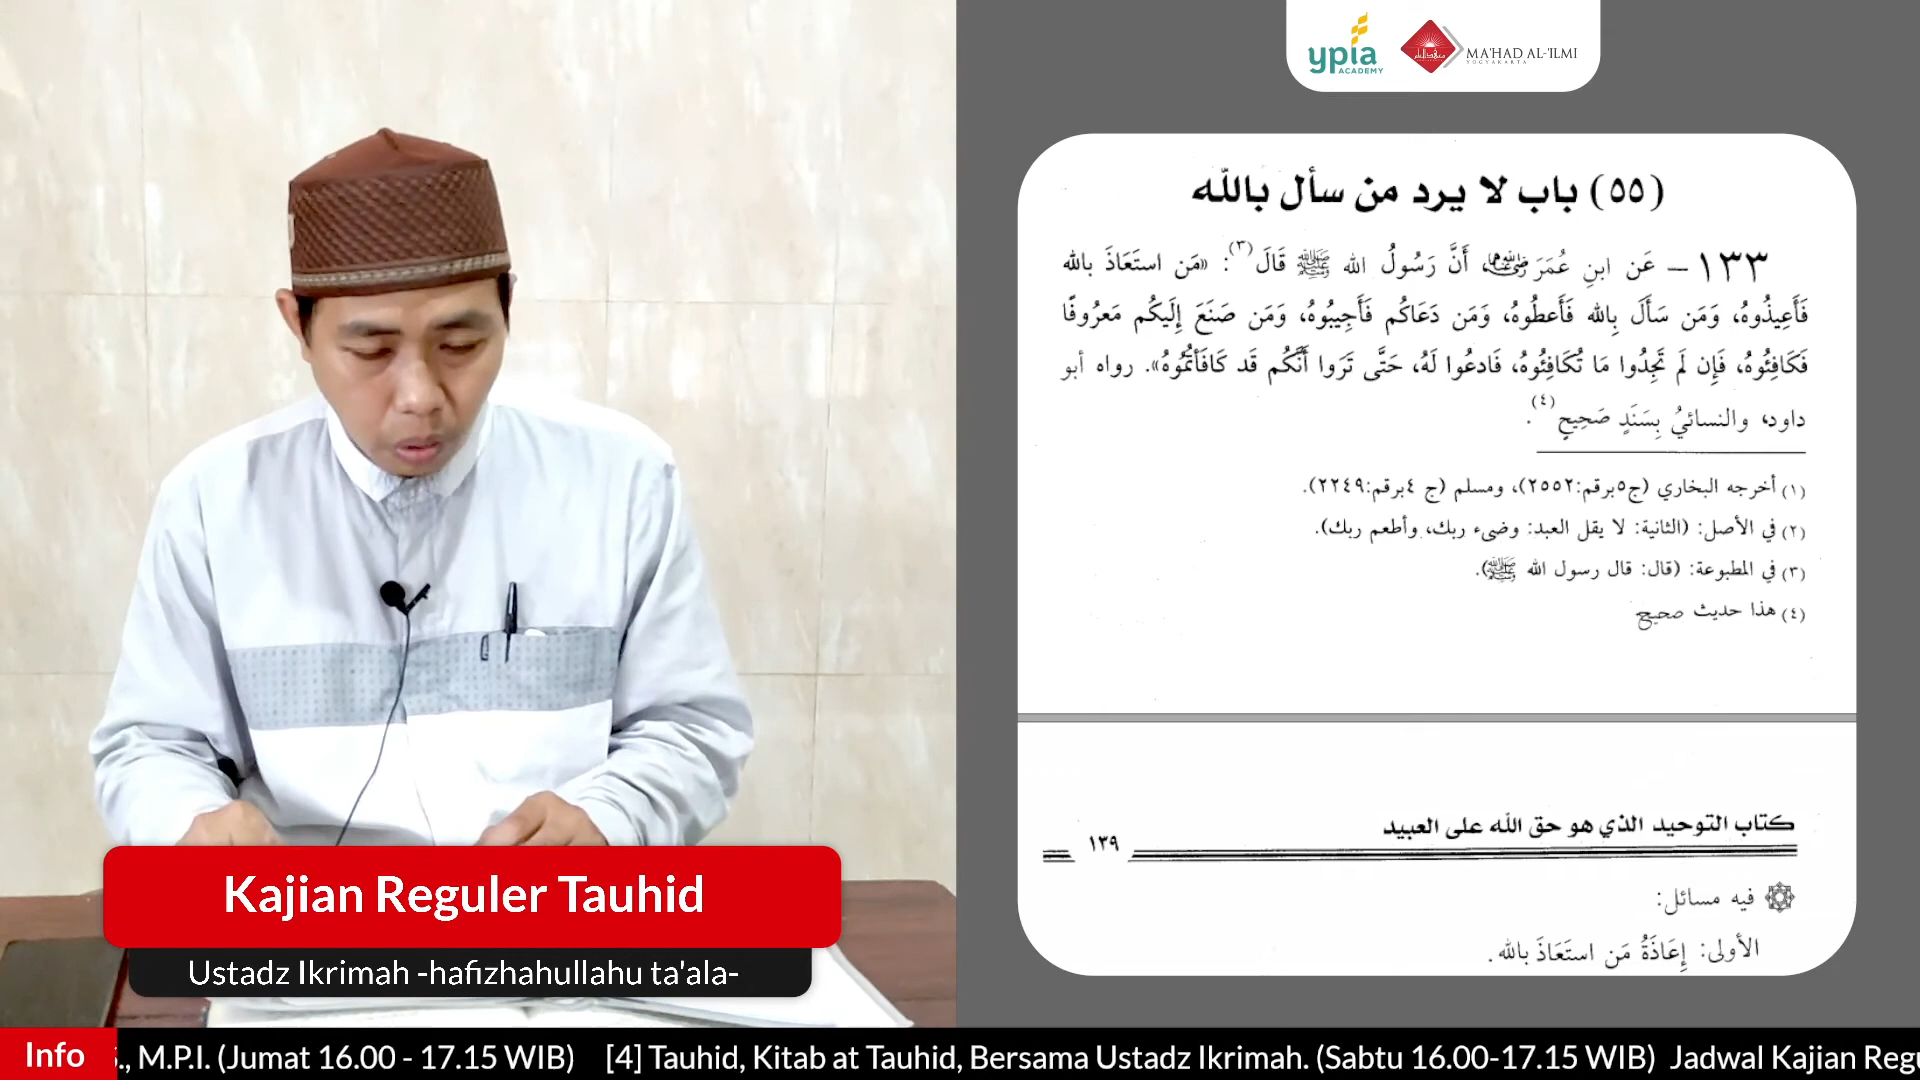 ypia
ACADEMY
MA'HAD AL-'ILMI
YOGYAKARTA
(٥٥) باب لا يرد من سأل بالله
١٣٣ – عَن ابنِ عُمَرَ رضي الله عنهما، أَنَّ رَسُولُ الله ﷺ قَالَ(٣): «مَن استَعَاذَ بالله
فَأَعِيذُوهُ، وَمَن سَأَلَ بِالله فَأَعطُوهُ، وَمَن دَعَاكُم فَأَجِيبُوهُ، وَمَن صَنَعَ إِلَيكُم مَعرُوفًا
فَكَافِئُوهُ، فَإِن لَم تَجِدُوا مَا تُكَافِئُوهُ، فَادعُوا لَهُ، حَتَّى تَرَوا أَنَّكُم قَد كَافَأتُمُوهُ». رواه أبو
داود، والنسائيُ بِسَنَدٍ صَحِيحٍ(٤).
(١) أخرجه البخاري (ج٥برقم:٢٥٥٢)، ومسلم (ج ٤برقم:٢٢٤٩).
(٢) في الأصل: (الثانية: لا يقل العبد: وضىء ربك، وأطعم ربك).
(٣) في المطبوعة: (قال: قال رسول الله ﷺ).
(٤) هذا حديث صحيح
كتاب التوحيد الذي هو حق الله على العبيد
١٣٩
فيه مسائل:
الأولى: إِعَاذَةُ مَن استَعَاذَ بالله.
Kajian Reguler Tauhid
Ustadz Ikrimah -hafizhahullahu ta'ala-
Info ., M.P.I. (Jumat 16.00 - 17.15 WIB) [4] Tauhid, Kitab at Tauhid, Bersama Ustadz Ikrimah. (Sabtu 16.00-17.15 WIB) Jadwal Kajian Regu